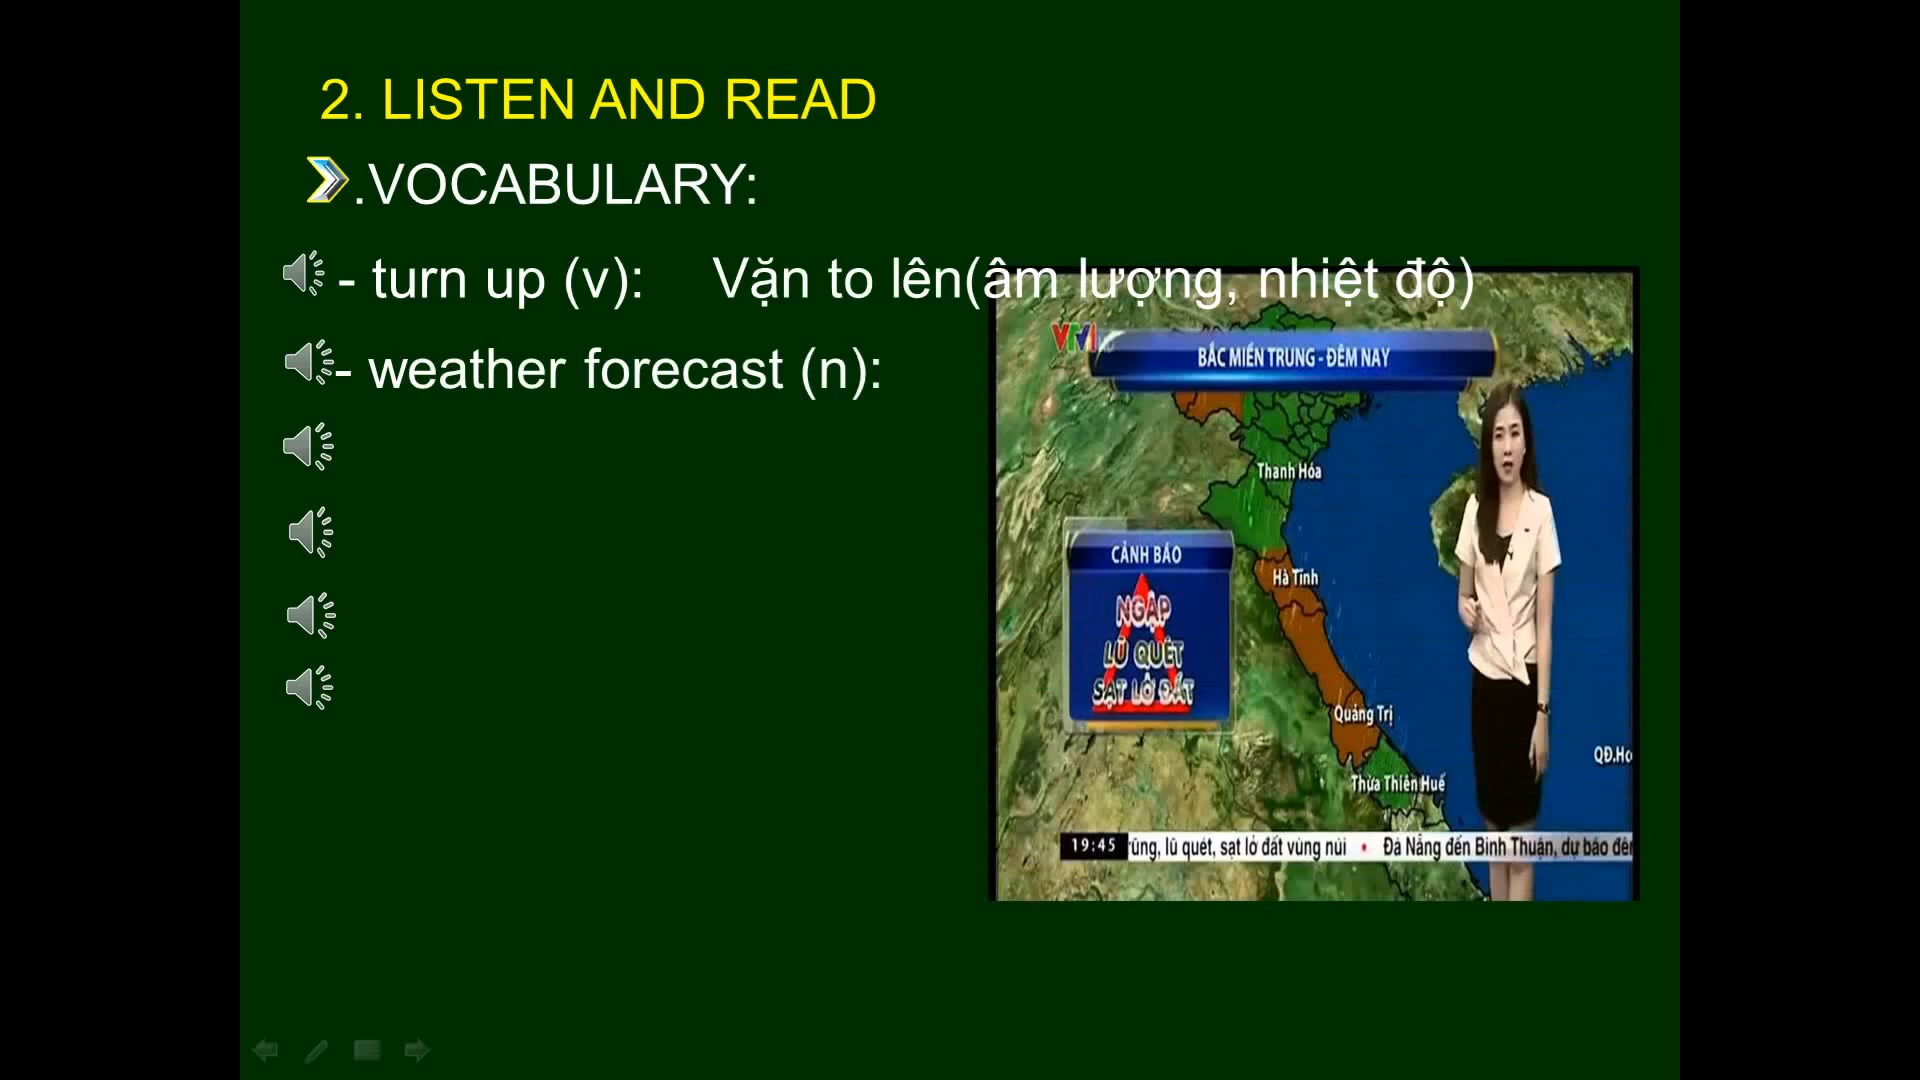 2. LISTEN AND READ
.VOCABULARY:
- turn up (v): Vặn to lên(âm lượng, nhiệt độ)
- weather forecast (n):
VTV1
BẮC MIỀN TRUNG - ĐÊM NAY
Thanh Hóa
CẢNH BÁO
NGẬP
LŨ QUÉT
SẠT LỞ ĐẤT
Hà Tĩnh
Quảng Trị
QĐ.Ho
Thừa Thiên Huế
19:45 rũng, lũ quét, sạt lở đất vùng núi • Đà Nẵng đến Bình Thuận, dự báo đê